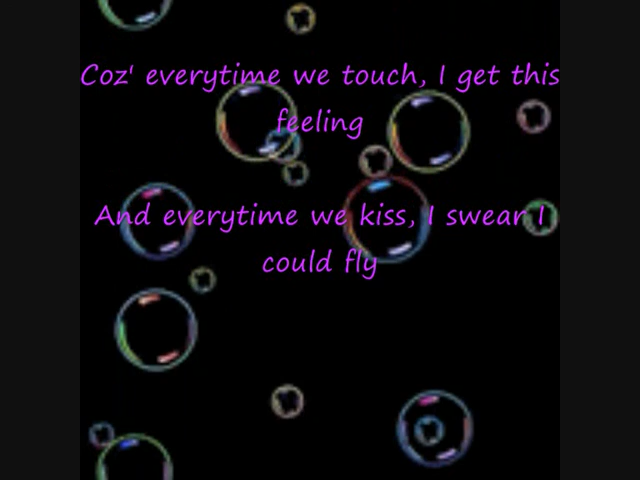 Coz' everytime we touch, I get this
feeling
And everytime we kiss, I swear I
could fly